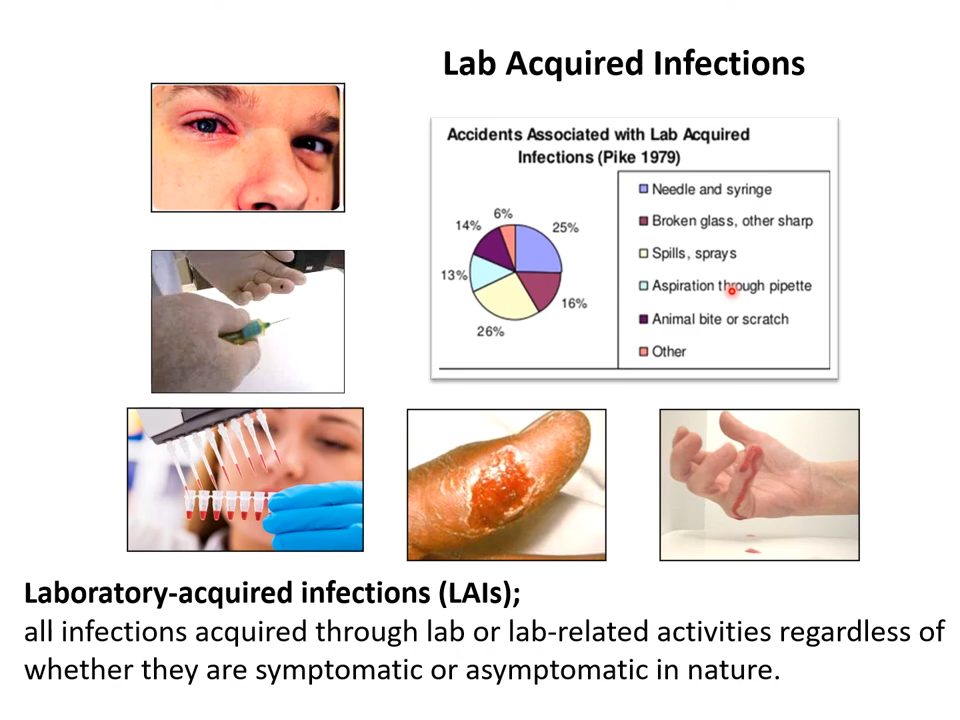 Lab Acquired Infections
Accidents Associated with Lab Acquired
Infections (Pike 1979)
Needle and syringe
Broken glass, other sharp
Spills, sprays
Aspiration through pipette
Animal bite or scratch
Other
6%
14%
25%
13%
16%
26%
Laboratory-acquired infections (LAIs);
all infections acquired through lab or lab-related activities regardless of
whether they are symptomatic or asymptomatic in nature.